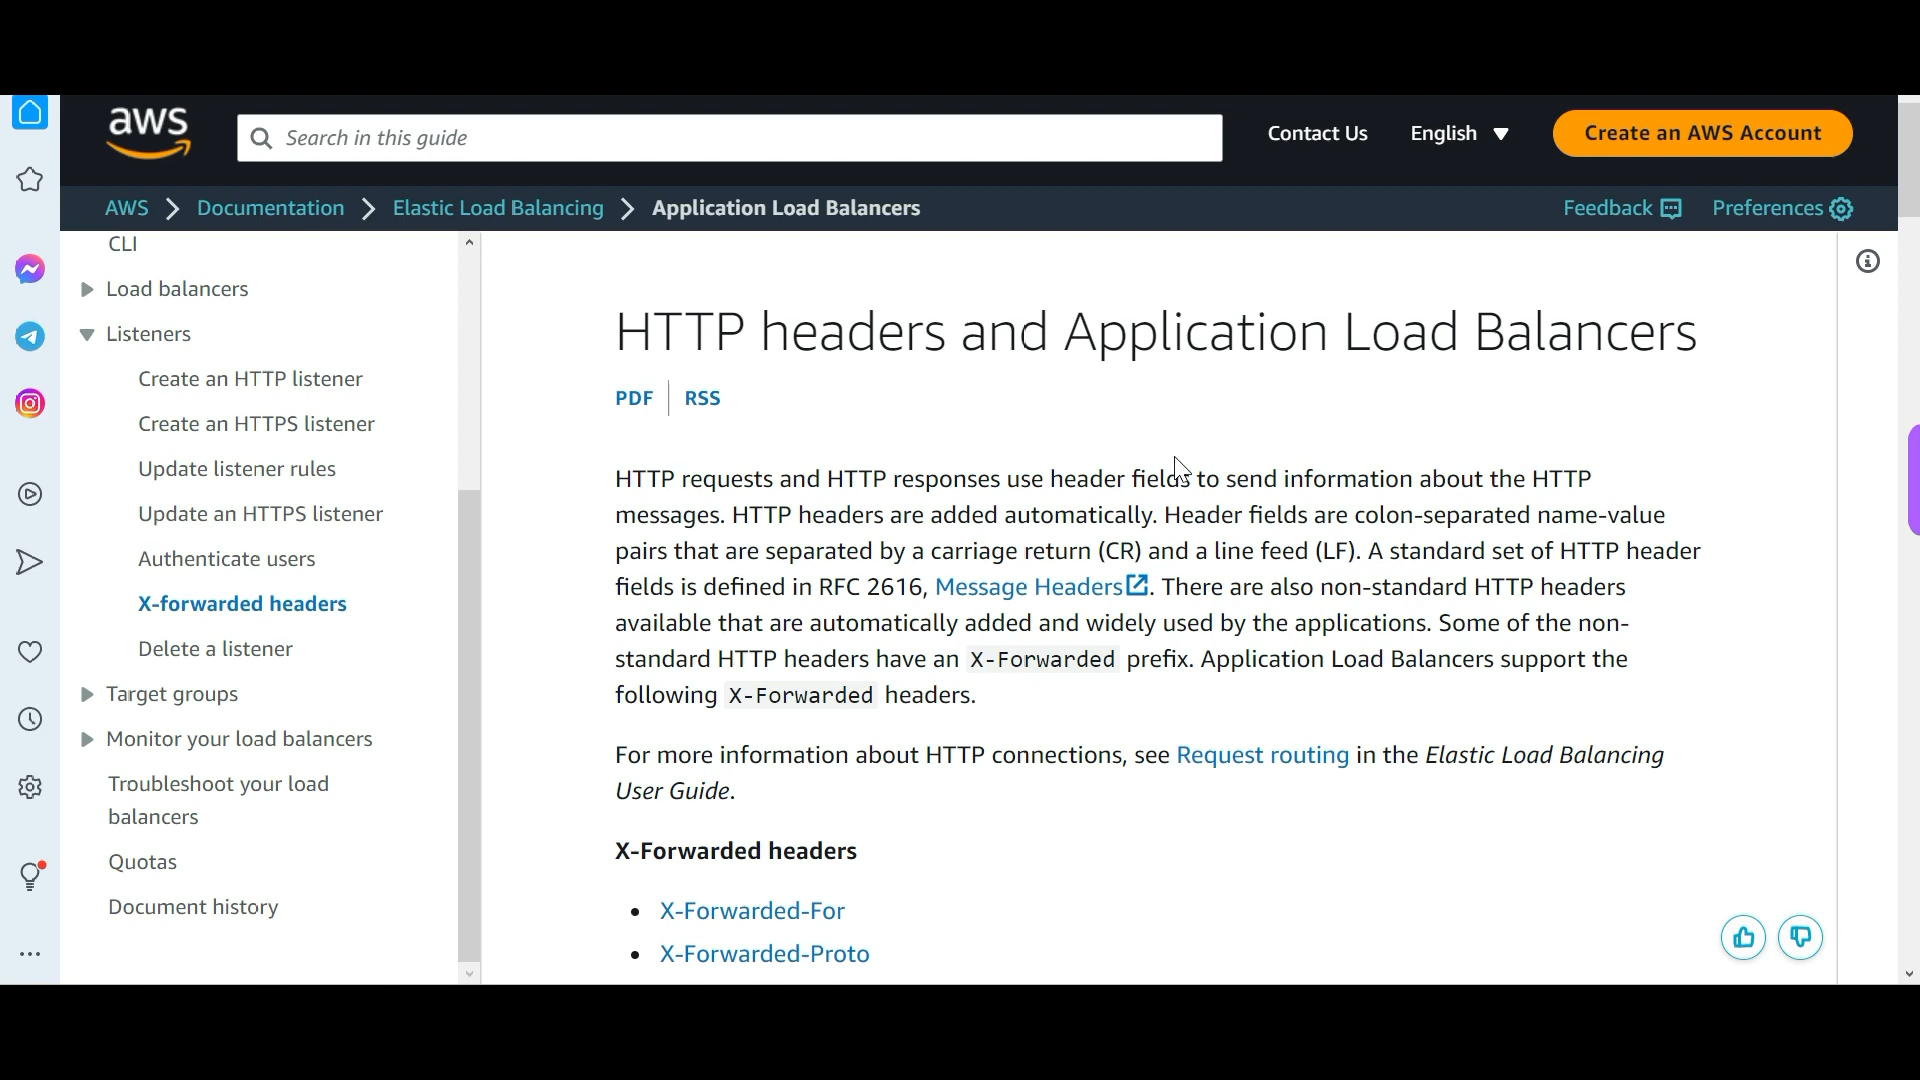 aws
Search in this guide
Contact Us
English
Create an AWS Account
AWS
Documentation
Elastic Load Balancing
Application Load Balancers
Feedback
Preferences
CLI
Load balancers
Listeners
Create an HTTP listener
Create an HTTPS listener
Update listener rules
Update an HTTPS listener
Authenticate users
X-forwarded headers
Delete a listener
Target groups
Monitor your load balancers
Troubleshoot your load
balancers
Quotas
Document history
HTTP headers and Application Load Balancers
PDF
RSS
HTTP requests and HTTP responses use header fields to send information about the HTTP
messages. HTTP headers are added automatically. Header fields are colon-separated name-value
pairs that are separated by a carriage return (CR) and a line feed (LF). A standard set of HTTP header
fields is defined in RFC 2616, Message Headers. There are also non-standard HTTP headers
available that are automatically added and widely used by the applications. Some of the non-
standard HTTP headers have an X-Forwarded prefix. Application Load Balancers support the
following X-Forwarded headers.
For more information about HTTP connections, see Request routing in the Elastic Load Balancing
User Guide.
X-Forwarded headers
• X-Forwarded-For
• X-Forwarded-Proto